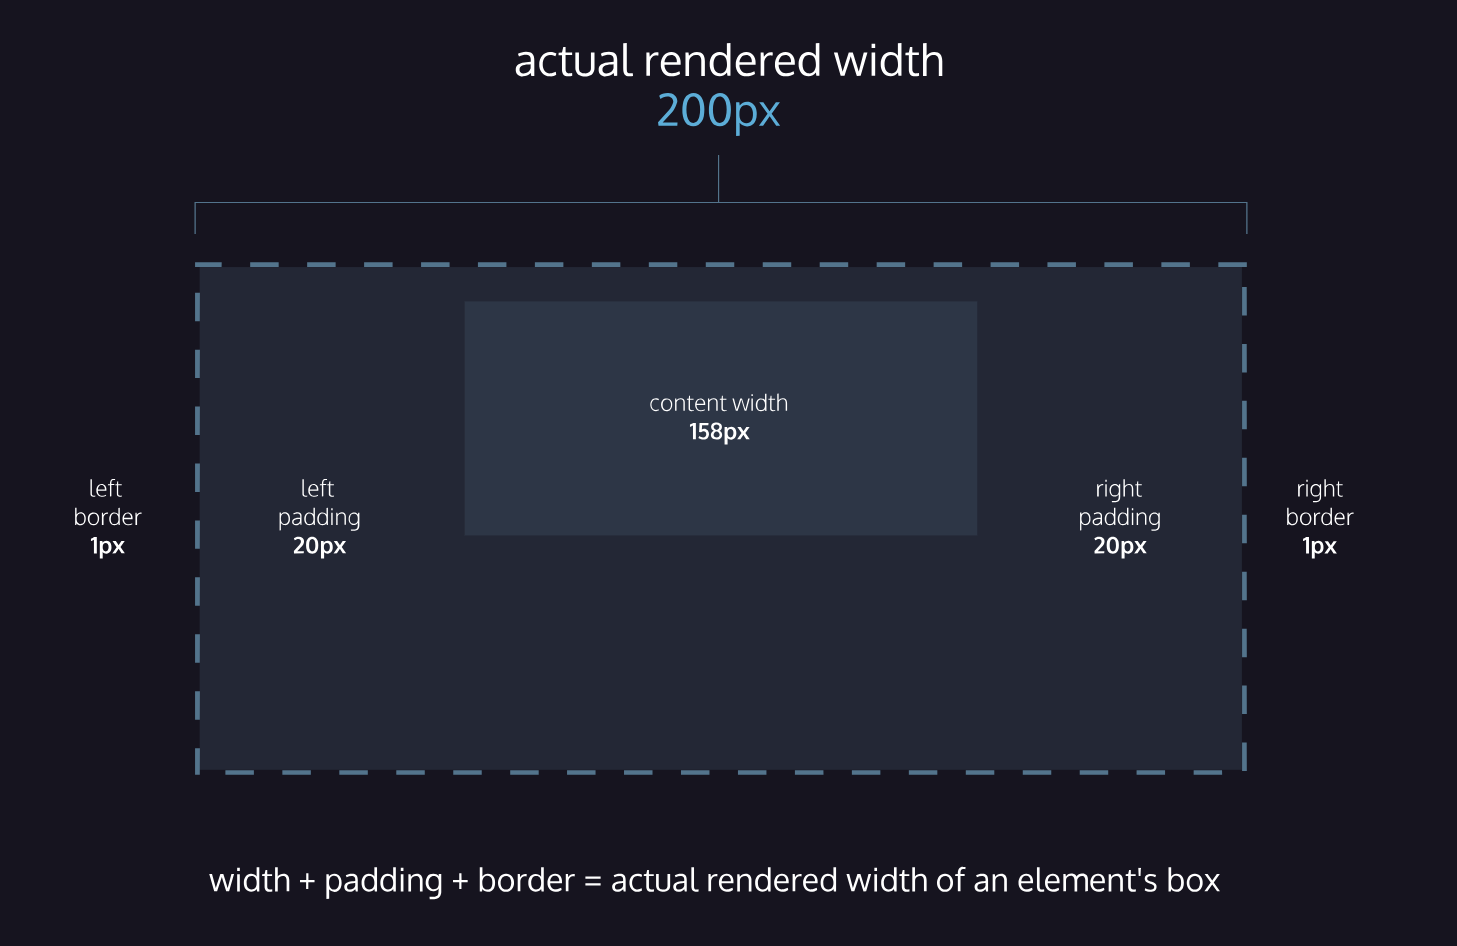 actual rendered width
200px
content width
158px
left
border
1px
left
padding
20px
right
padding
20px
right
border
1px
width + padding + border = actual rendered width of an element's box